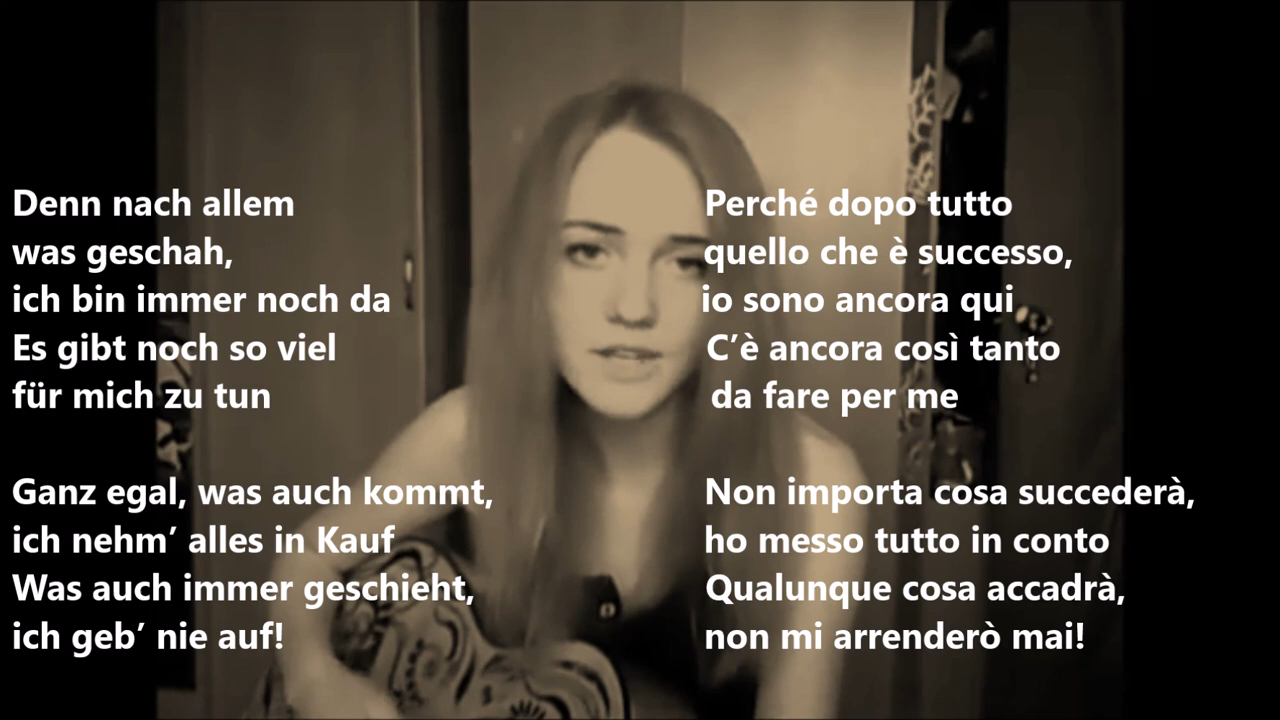 Denn nach allem
was geschah,
ich bin immer noch da
Es gibt noch so viel
für mich zu tun
Ganz egal, was auch kommt,
ich nehm’ alles in Kauf
Was auch immer geschieht,
ich geb’ nie auf!
Perché dopo tutto
quello che è successo,
io sono ancora qui
C’è ancora così tanto
da fare per me
Non importa cosa succederà,
ho messo tutto in conto
Qualunque cosa accadrà,
non mi arrenderò mai!